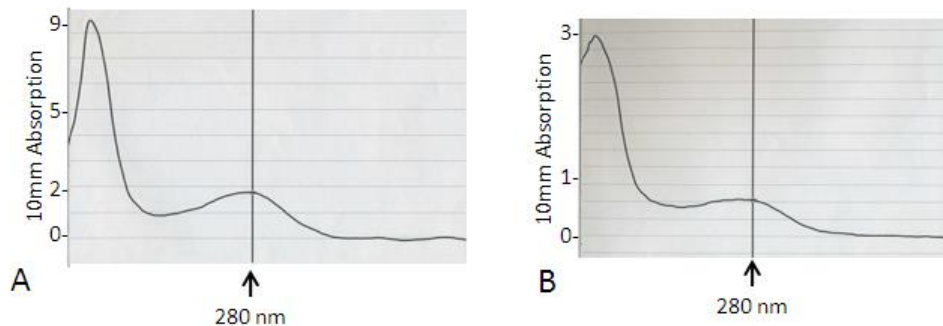 9-
5-
2-
0-
10mm Absorption
A
280 nm
3-
1-
0-
10mm Absorption
B
280 nm